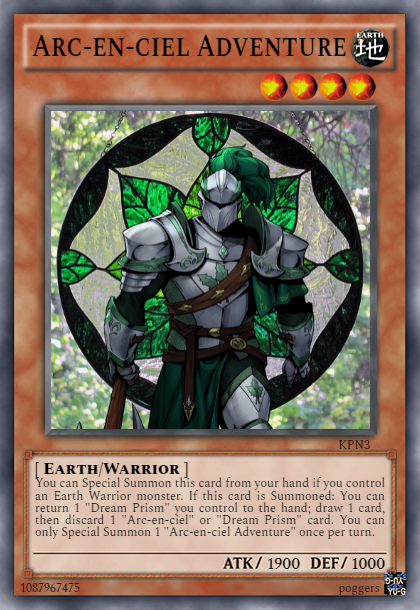 ARC-EN-CIEL ADVENTURE
EARTH
地
KPN3
[ EARTH/WARRIOR ]
You can Special Summon this card from your hand if you control
an Earth Warrior monster. If this card is Summoned: You can
return 1 "Dream Prism" you control to the hand; draw 1 card,
then discard 1 "Arc-en-ciel" or "Dream Prism" card. You can
only Special Summon 1 "Arc-en-ciel Adventure" once per turn.
ATK / 1900 DEF / 1000
1087967475
poggers
YU-G